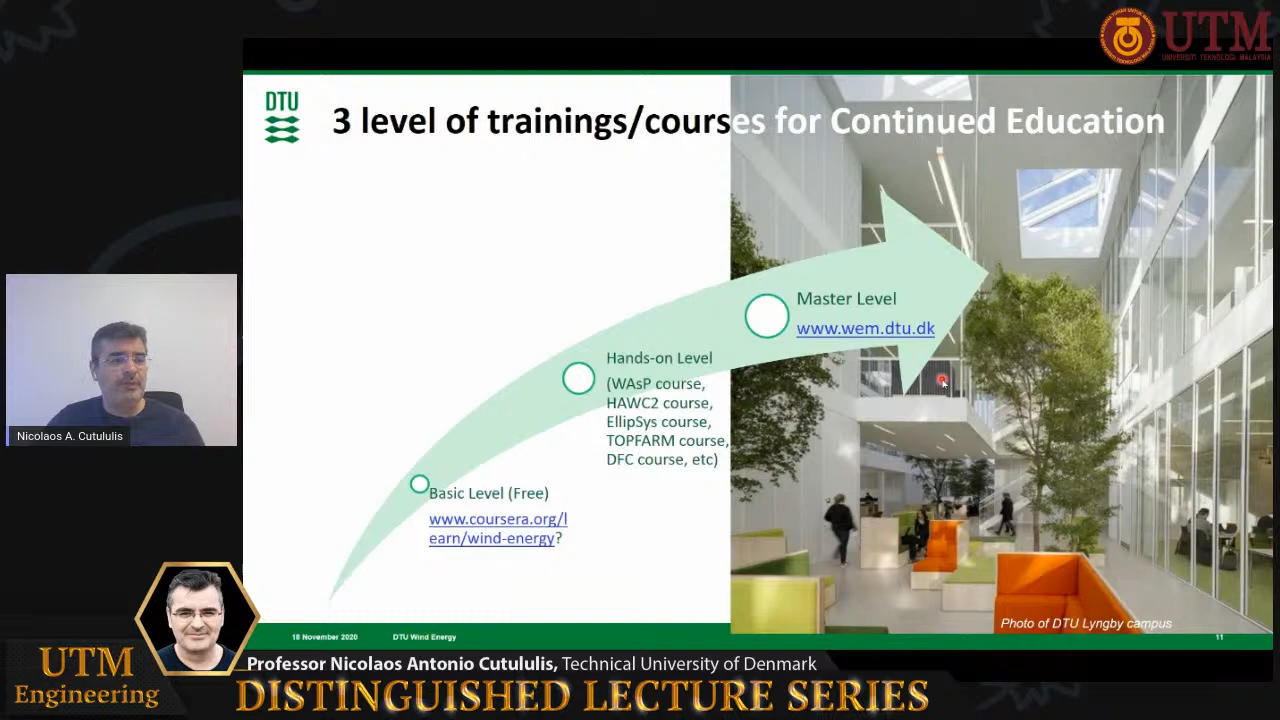 UTM
UNIVERSITI TEKNOLOGI MALAYSIA
DTU
3 level of trainings/courses for Continued Education
Master Level
www.wem.dtu.dk
Hands-on Level
(WAsP course,
HAWC2 course,
EllipSys course,
TOPFARM course,
DFC course, etc)
Basic Level (Free)
www.coursera.org/l
earn/wind-energy?
Nicolaos A. Cutululis
Photo of DTU Lyngby campus
18 November 2020
DTU Wind Energy
11
UTM
Engineering
Professor Nicolaos Antonio Cutululis, Technical University of Denmark
DISTINGUISHED LECTURE SERIES